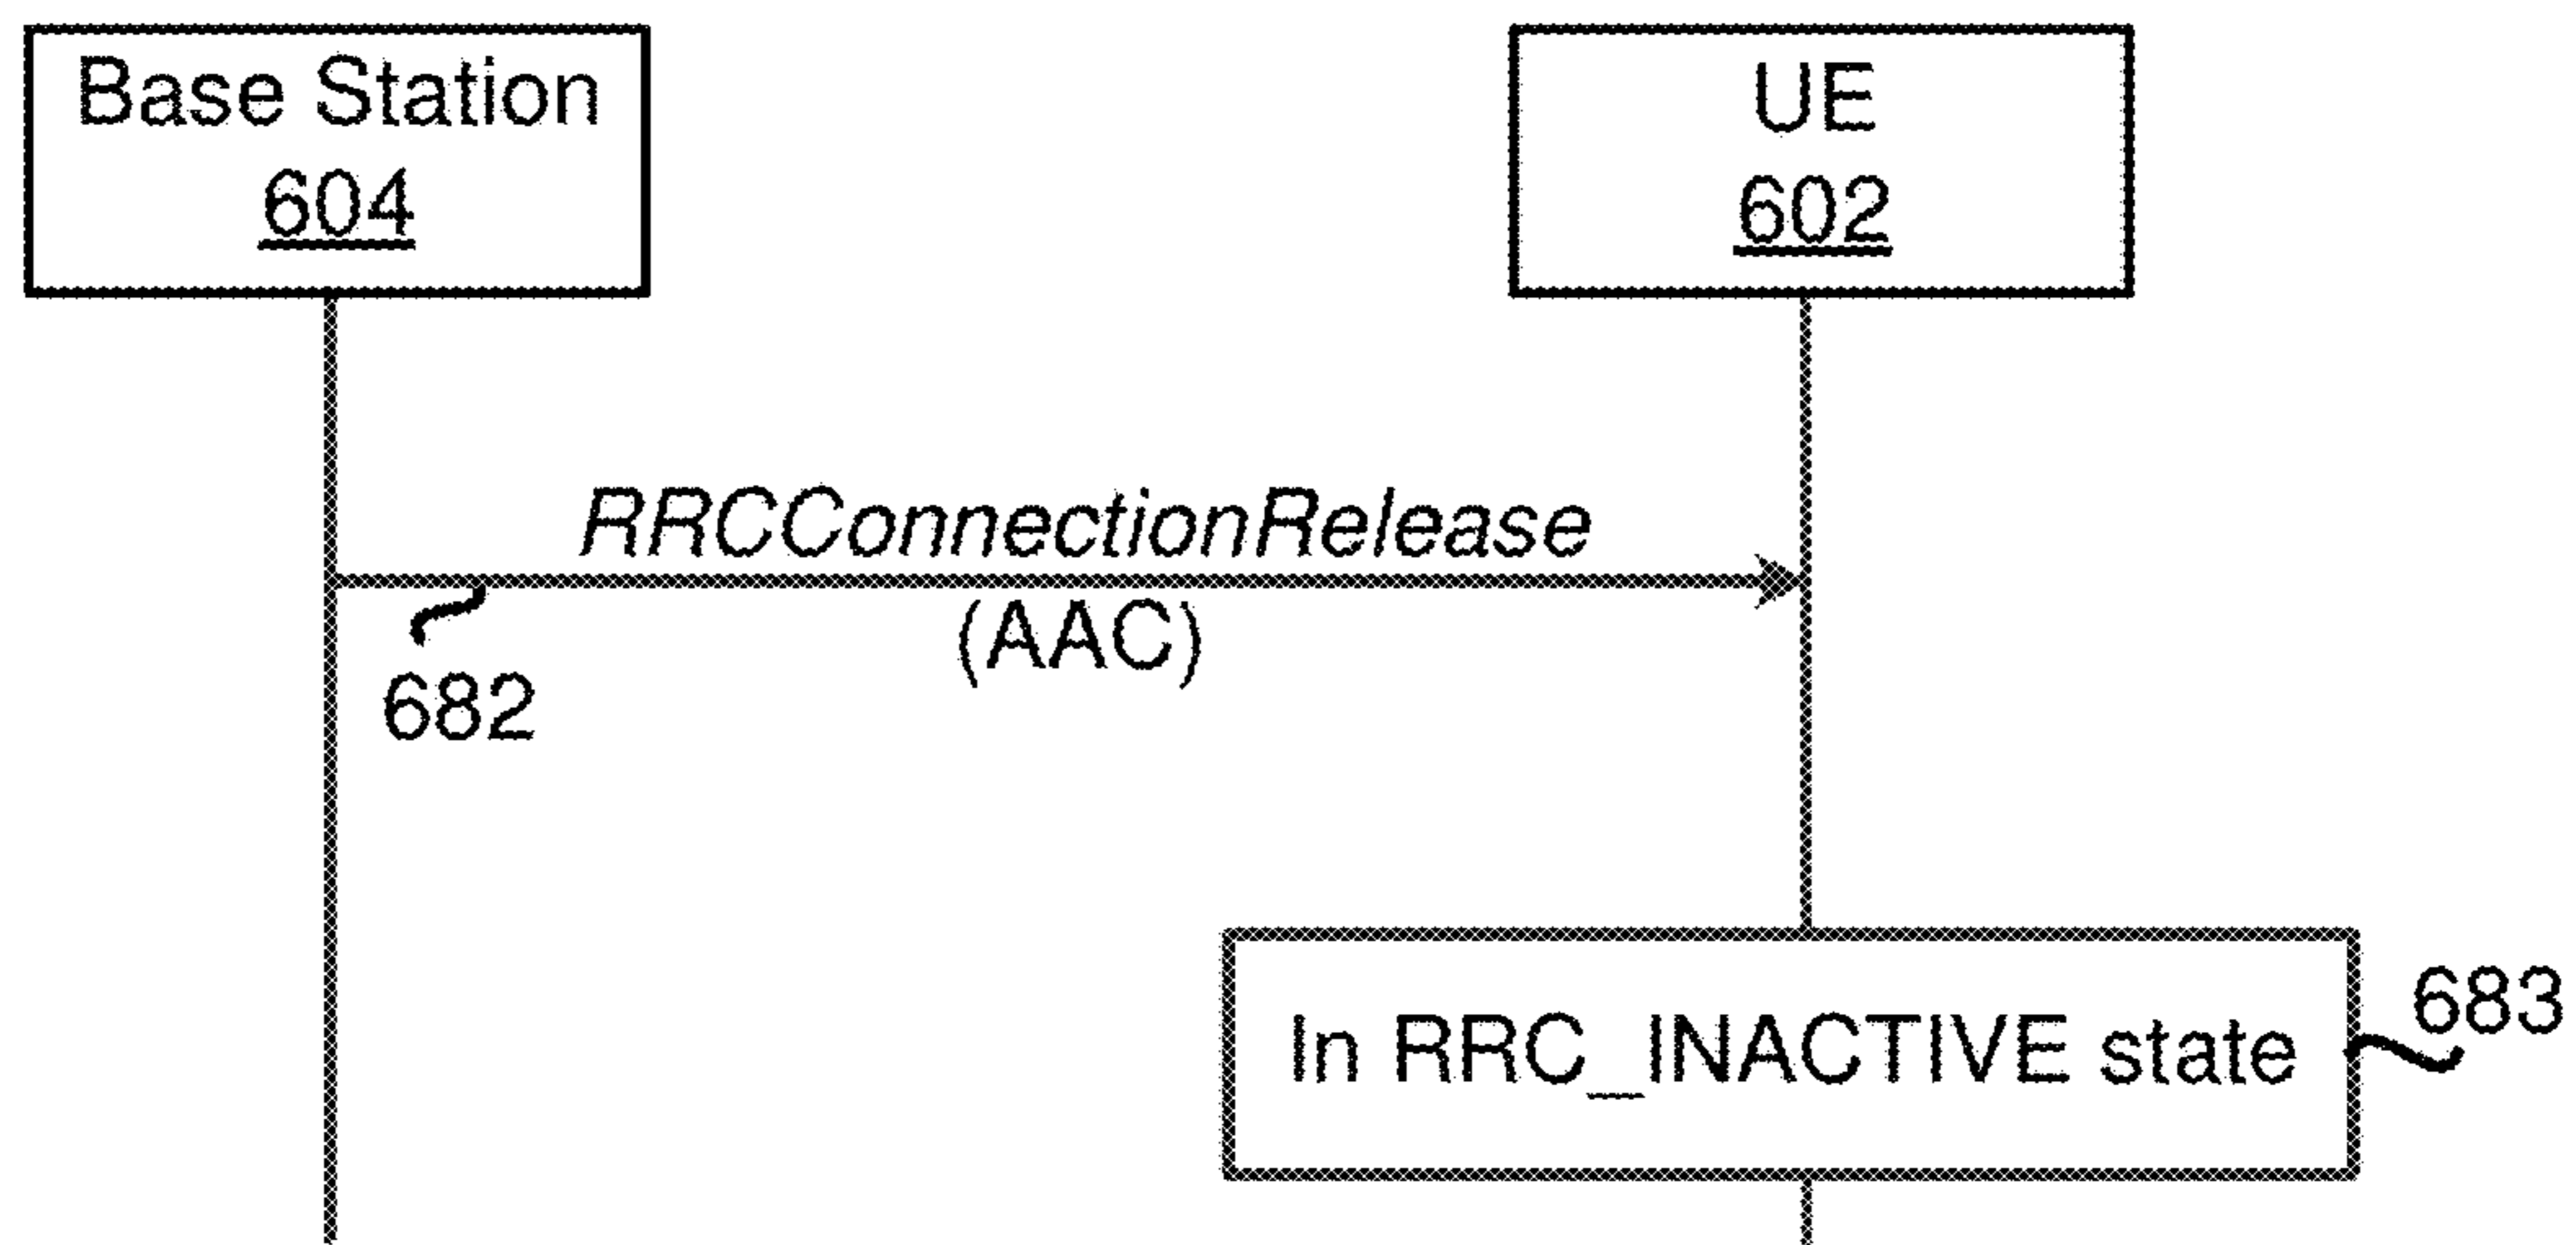 Base Station
604
UE
602
RRCConnectionRelease
(AAC)
682
In RRC_INACTIVE state
683